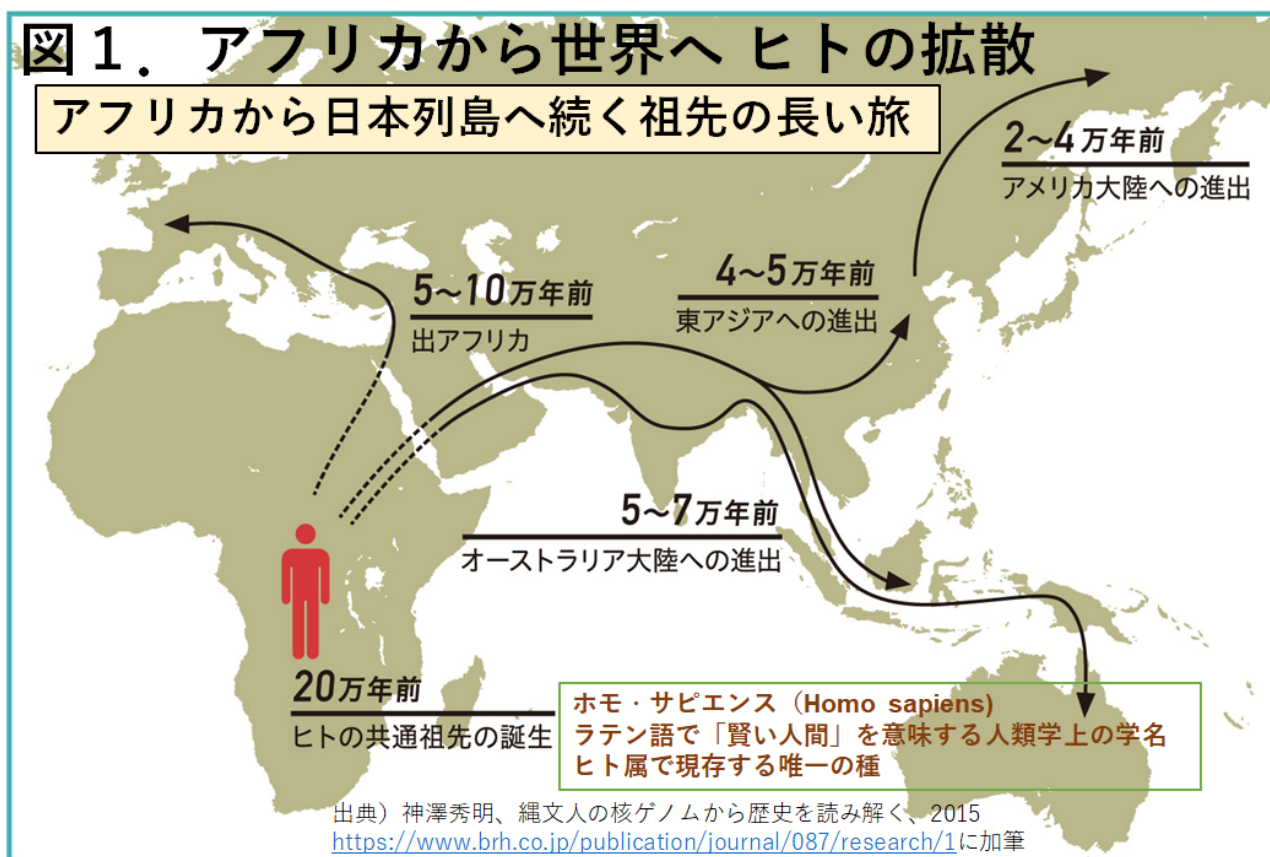 図１．アフリカから世界へ ヒトの拡散
アフリカから日本列島へ続く祖先の長い旅
2〜4万年前
アメリカ大陸への進出
5〜10万年前
出アフリカ
4〜5万年前
東アジアへの進出
5〜7万年前
オーストラリア大陸への進出
20万年前
ヒトの共通祖先の誕生
ホモ・サピエンス（Homo sapiens)
ラテン語で「賢い人間」を意味する人類学上の学名
ヒト属で現存する唯一の種
出典）神澤秀明、縄文人の核ゲノムから歴史を読み解く、2015
https://www.brh.co.jp/publication/journal/087/research/1に加筆